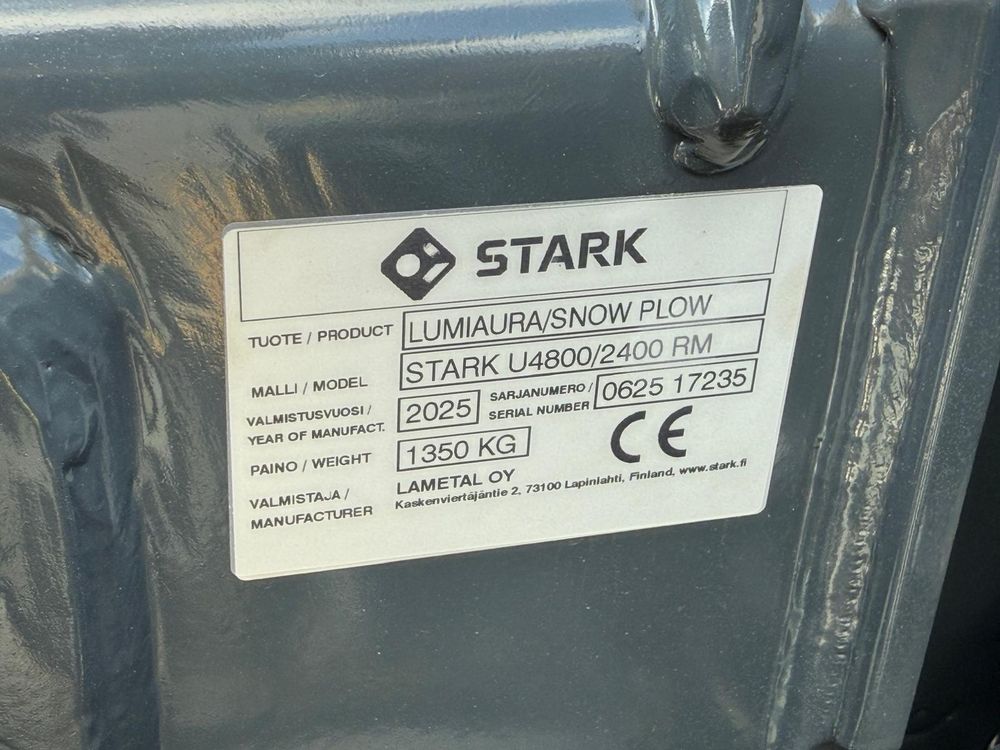 STARK
TUOTE / PRODUCT LUMIAURA/SNOW PLOW
MALLI / MODEL STARK U4800/2400 RM
VALMISTUSVUOSI / YEAR OF MANUFACT. 2025 SARJANUMERO / SERIAL NUMBER 0625 17235
PAINO / WEIGHT 1350 KG CE
VALMISTAJA / MANUFACTURER LAMETAL OY
Kaskenviertäjäntie 2, 73100 Lapinlahti, Finland, www.stark.fi